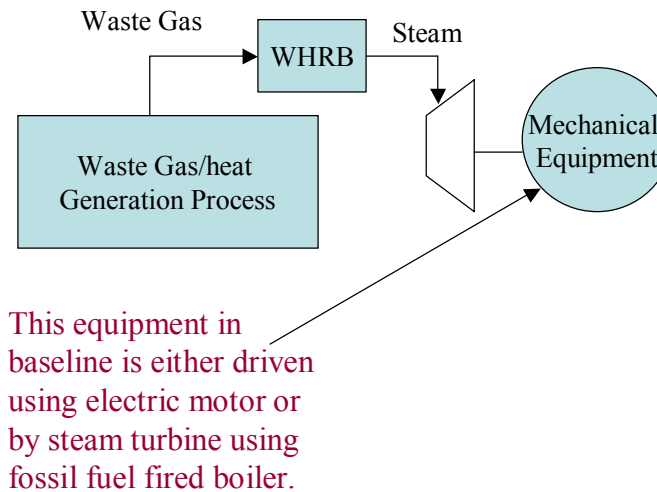 Waste Gas
WHRB
Steam
Waste Gas/heat
Generation Process
Mechanical
Equipment
This equipment in
baseline is either driven
using electric motor or
by steam turbine using
fossil fuel fired boiler.